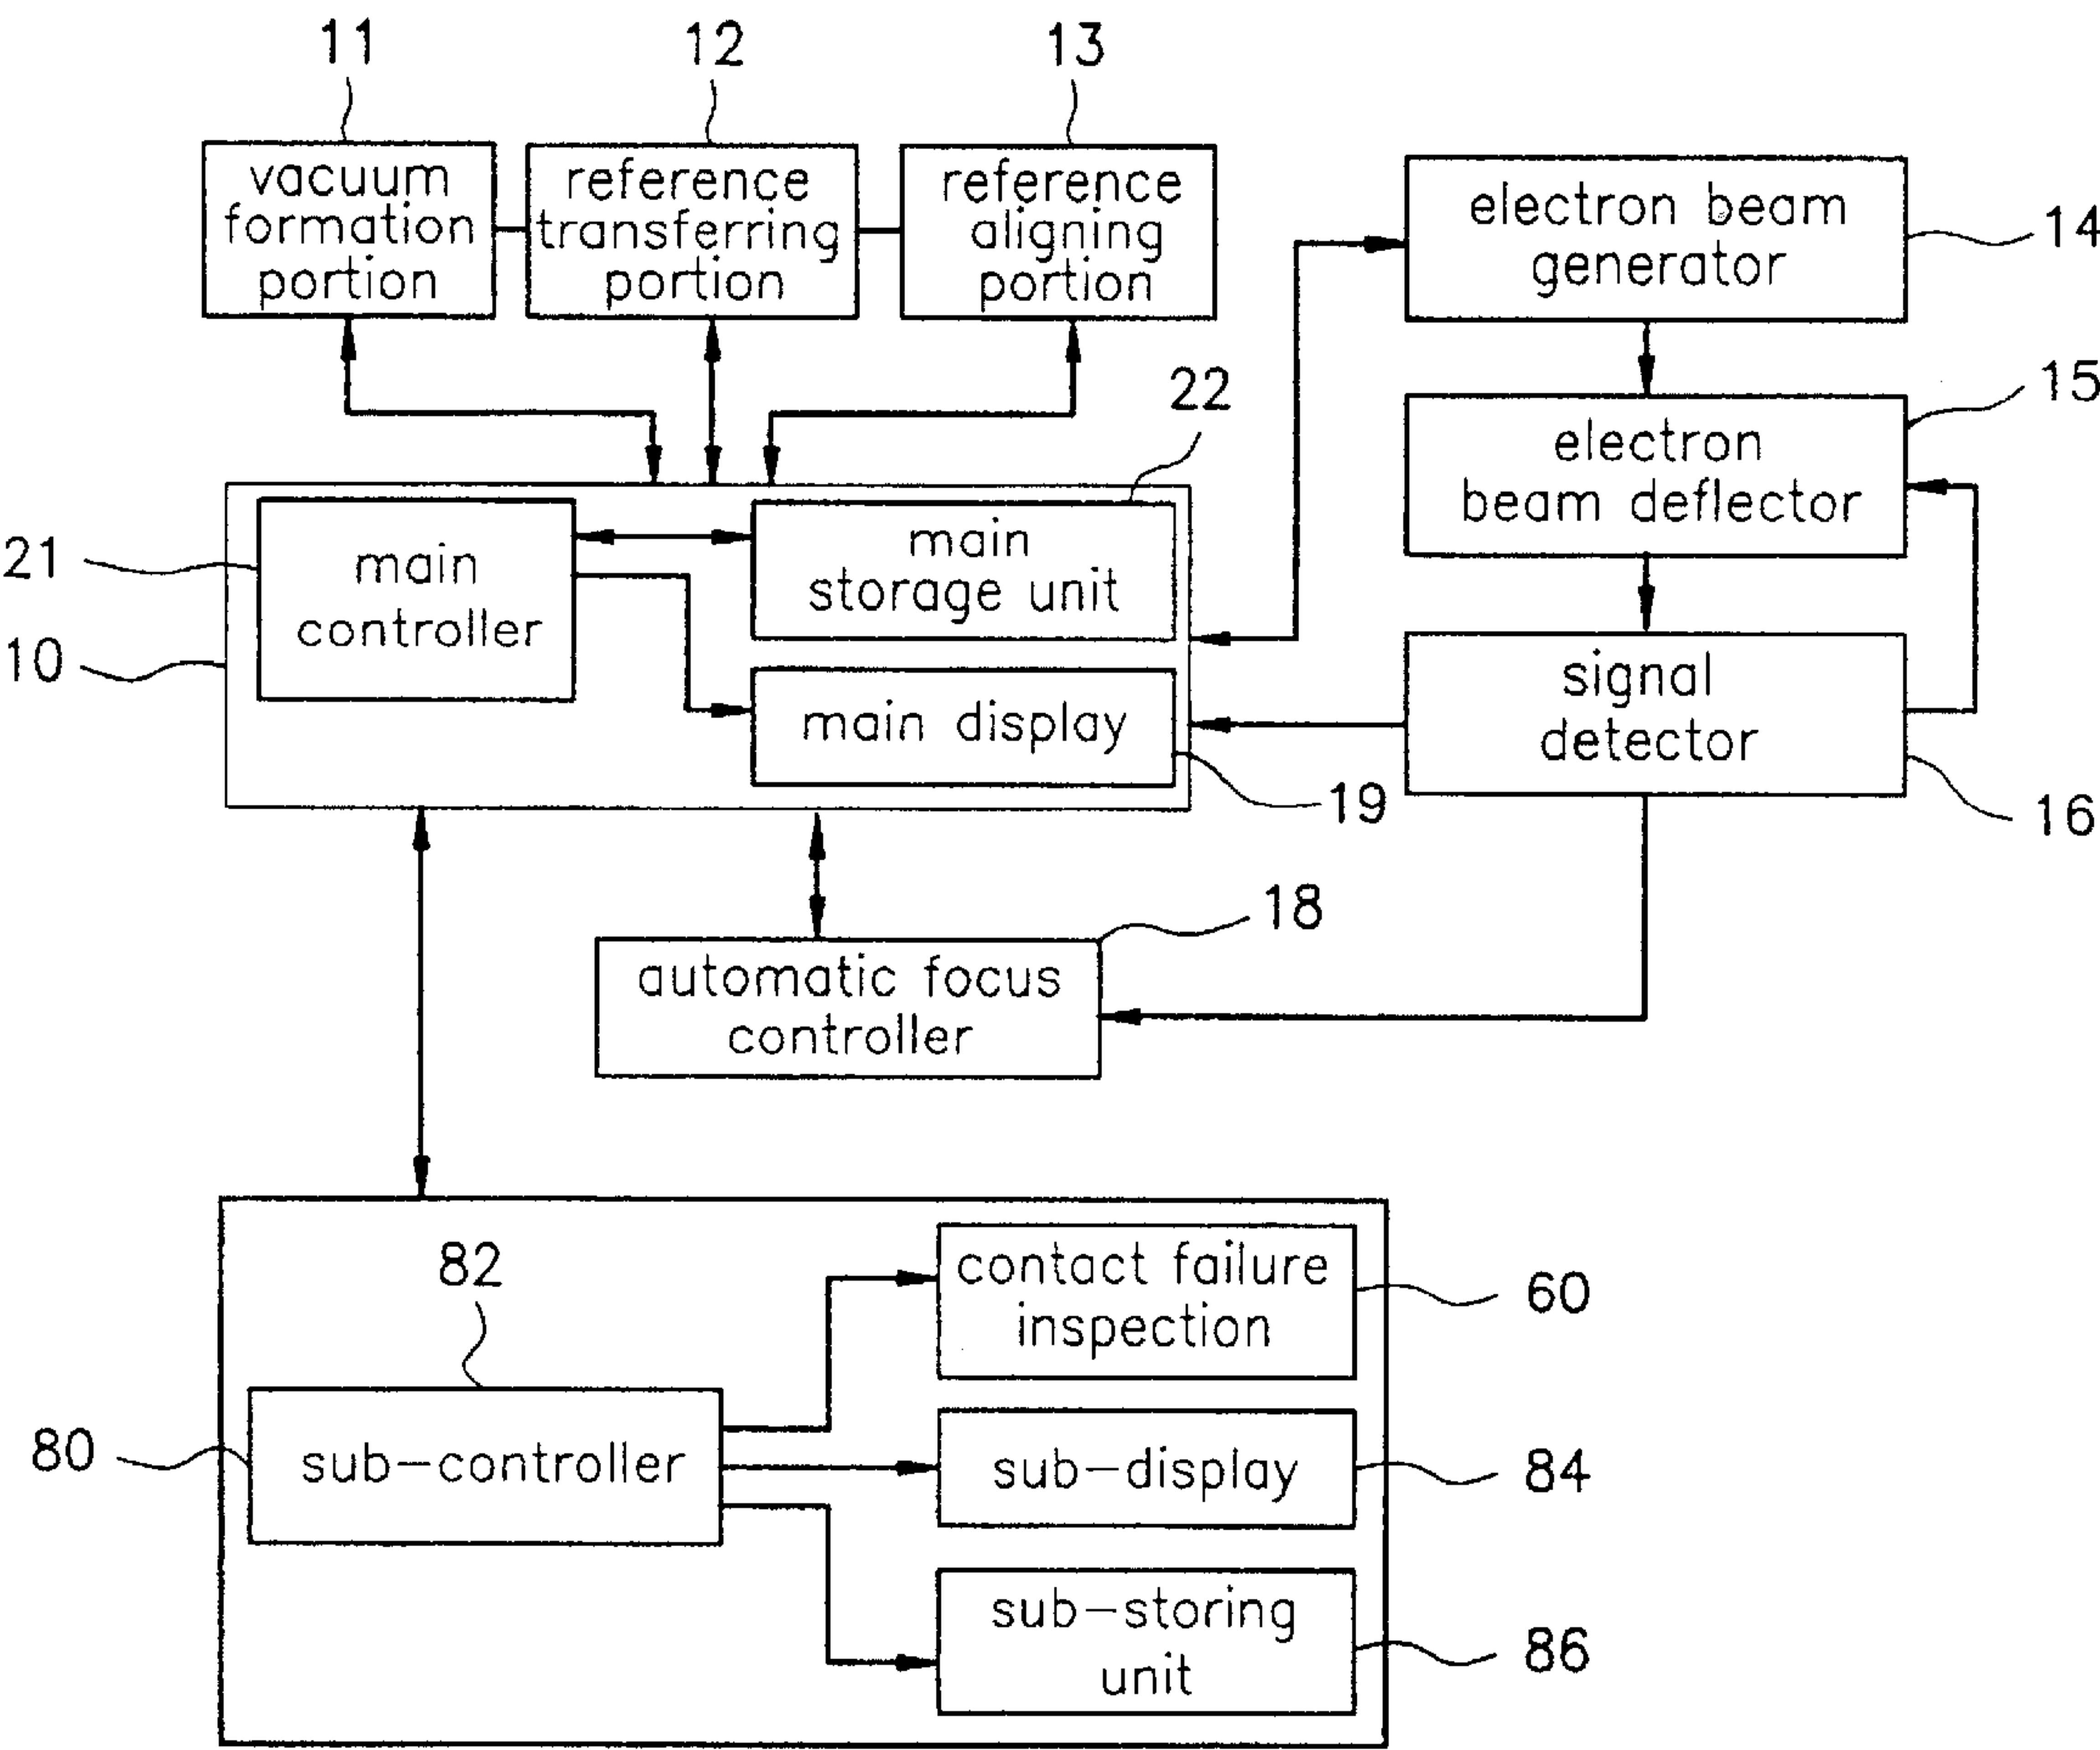 11
12
13
vacuum
formation
portion
reference
transferring
portion
reference
aligning
portion
electron beam
generator
14
22
15
electron
beam deflector
21
main
controller
main
storage unit
10
main display
signal
detector
19
16
18
automatic focus
controller
82
contact failure
inspection
60
80
sub-controller
sub-display
84
sub-storing
unit
86